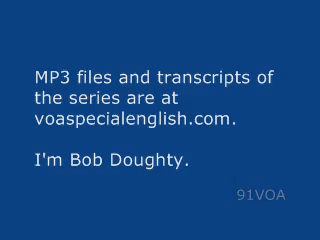 MP3 files and transcripts of
the series are at
voaspecialenglish.com.
I'm Bob Doughty.
91VOA